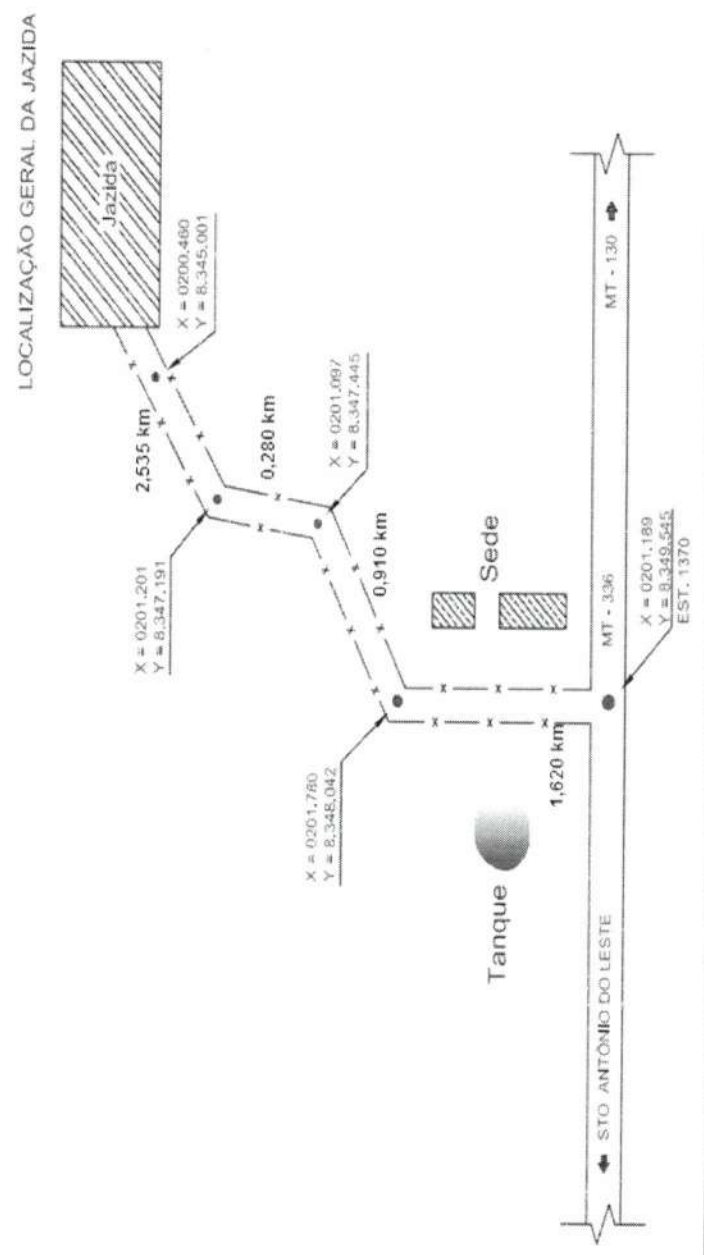 LOCALIZAÇÃO GERAL DA JAZIDA
Jazida
X = 0200.460
Y = 8.345.001
2,535 km
0,280 km
X = 0201.201
Y = 8.347.191
X = 0201.097
Y = 8.347.445
0,910 km
Sede
X = 0201.780
Y = 8.348.042
Tanque
1,620 km
MT - 336
MT - 130
X = 0201.189
Y = 8.349.545
EST. 1370
STO ANTÔNIO DO LESTE